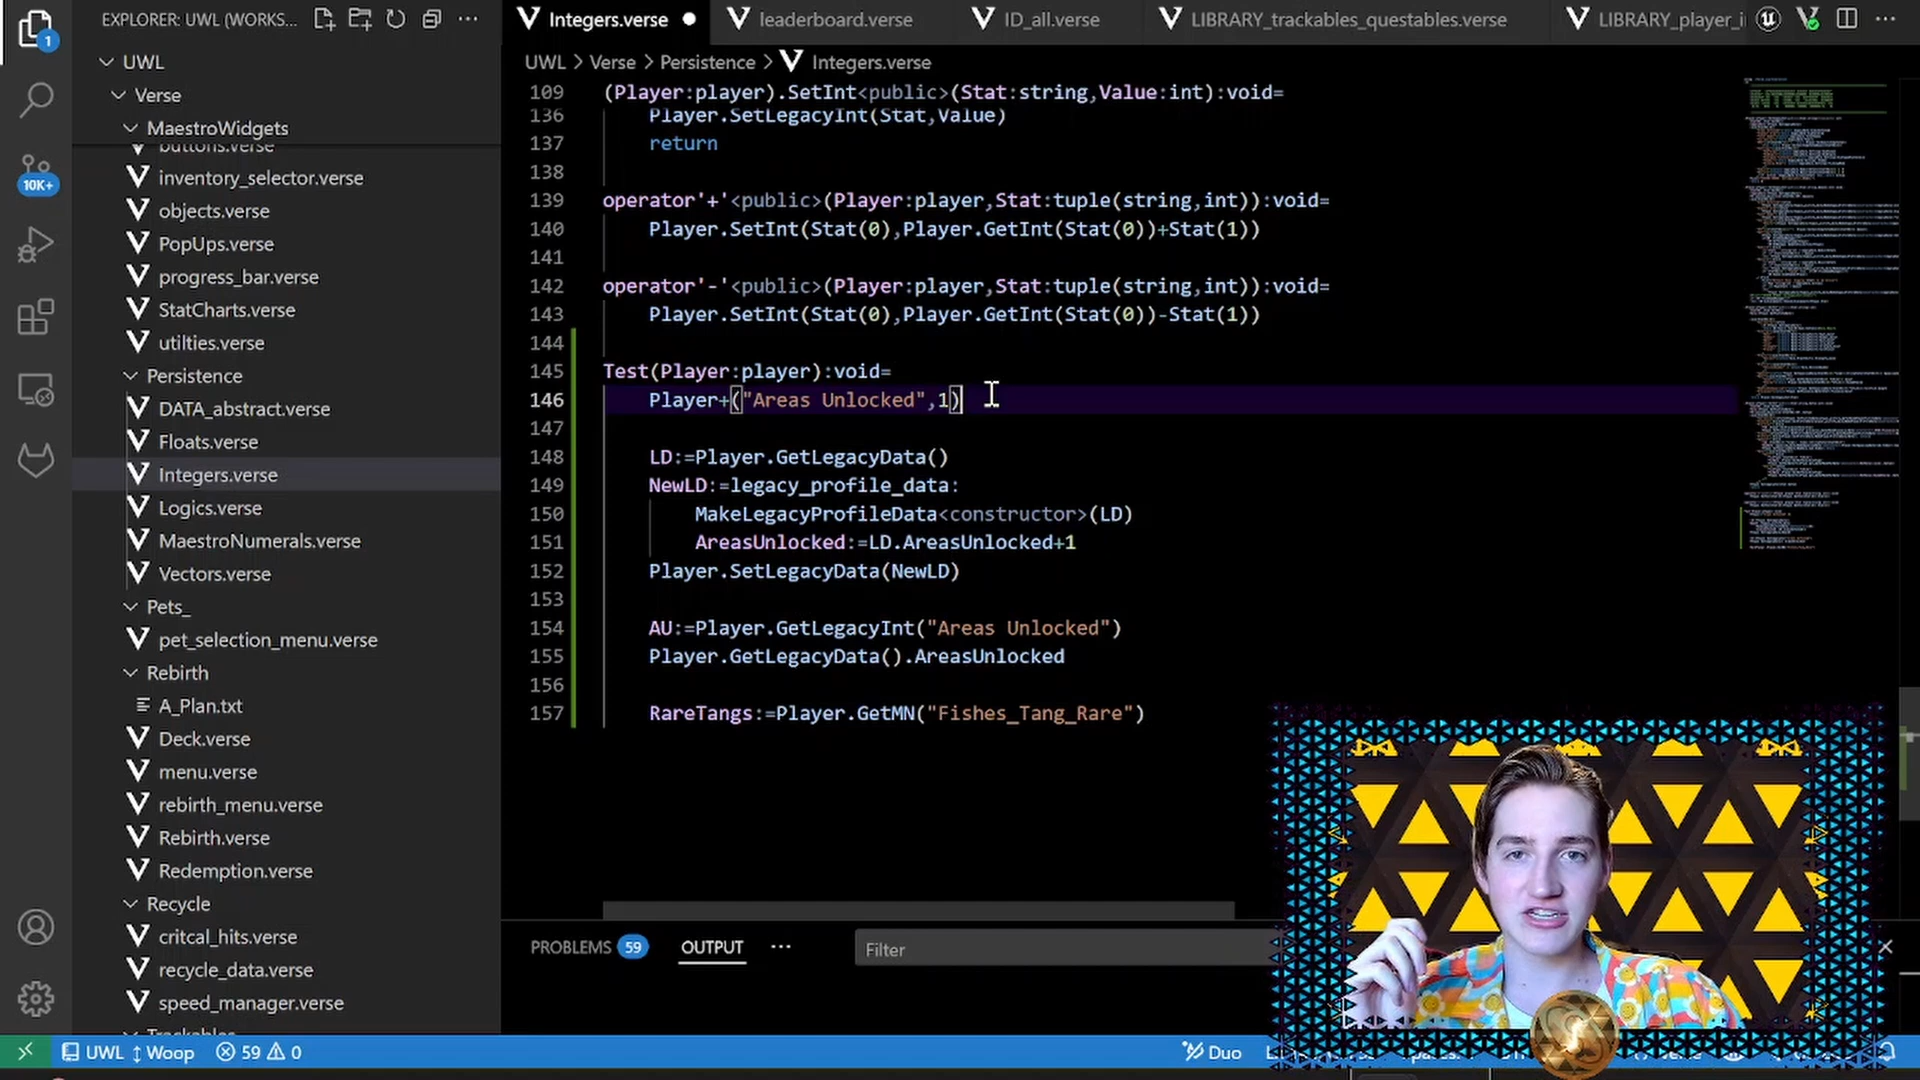 EXPLORER: UWL (WORKS...
Integers.verse
leaderboard.verse
ID_all.verse
LIBRARY_trackables_questables.verse
LIBRARY_player_i
1
10K+
UWL
Verse
MaestroWidgets
buttons.verse
inventory_selector.verse
objects.verse
PopUps.verse
progress_bar.verse
StatCharts.verse
utilties.verse
Persistence
DATA_abstract.verse
Floats.verse
Integers.verse
Logics.verse
MaestroNumerals.verse
Vectors.verse
Pets_
pet_selection_menu.verse
Rebirth
A_Plan.txt
Deck.verse
menu.verse
rebirth_menu.verse
Rebirth.verse
Redemption.verse
Recycle
critcal_hits.verse
recycle_data.verse
speed_manager.verse
Trackables
UWL > Verse > Persistence > Integers.verse
109 (Player:player).SetInt<public>(Stat:string,Value:int):void=
136 Player.SetLegacyInt(Stat,Value)
137 return
138
139 operator'+'<public>(Player:player,Stat:tuple(string,int)):void=
140 Player.SetInt(Stat(0),Player.GetInt(Stat(0))+Stat(1))
141
142 operator'-'<public>(Player:player,Stat:tuple(string,int)):void=
143 Player.SetInt(Stat(0),Player.GetInt(Stat(0))-Stat(1))
144
145 Test(Player:player):void=
146 Player+("Areas Unlocked",1)
147
148 LD:=Player.GetLegacyData()
149 NewLD:=legacy_profile_data:
150 MakeLegacyProfileData<constructor>(LD)
151 AreasUnlocked:=LD.AreasUnlocked+1
152 Player.SetLegacyData(NewLD)
153
154 AU:=Player.GetLegacyInt("Areas Unlocked")
155 Player.GetLegacyData().AreasUnlocked
156
157 RareTangs:=Player.GetMN("Fishes_Tang_Rare")
INTEGER
PROBLEMS 59 OUTPUT ... Filter
UWL Woop 59 0 Duo